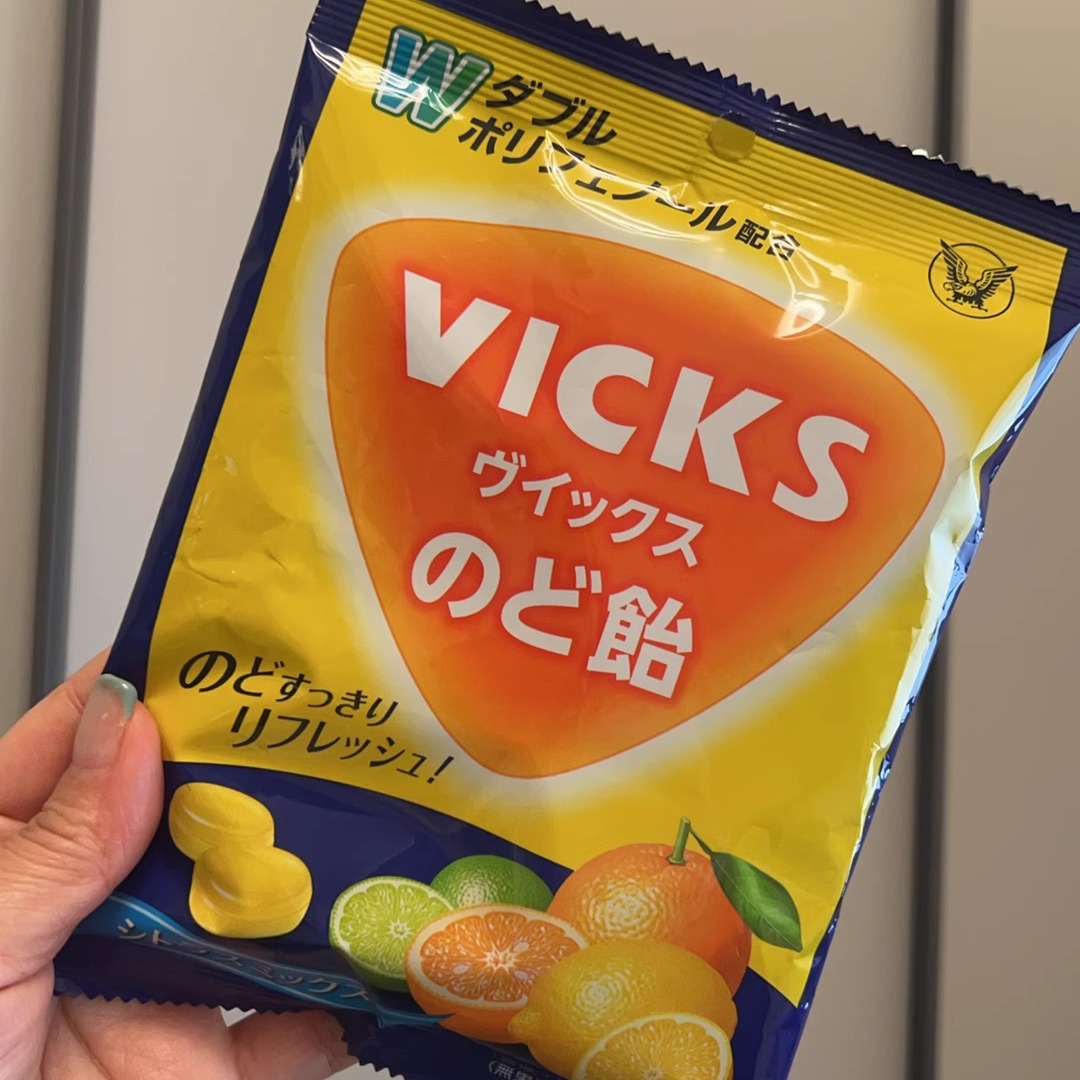 W ダブル
ポリフェノール配合
VICKS
ヴイックス
のど飴
のどすっきり
リフレッシュ!
シトラスミックス